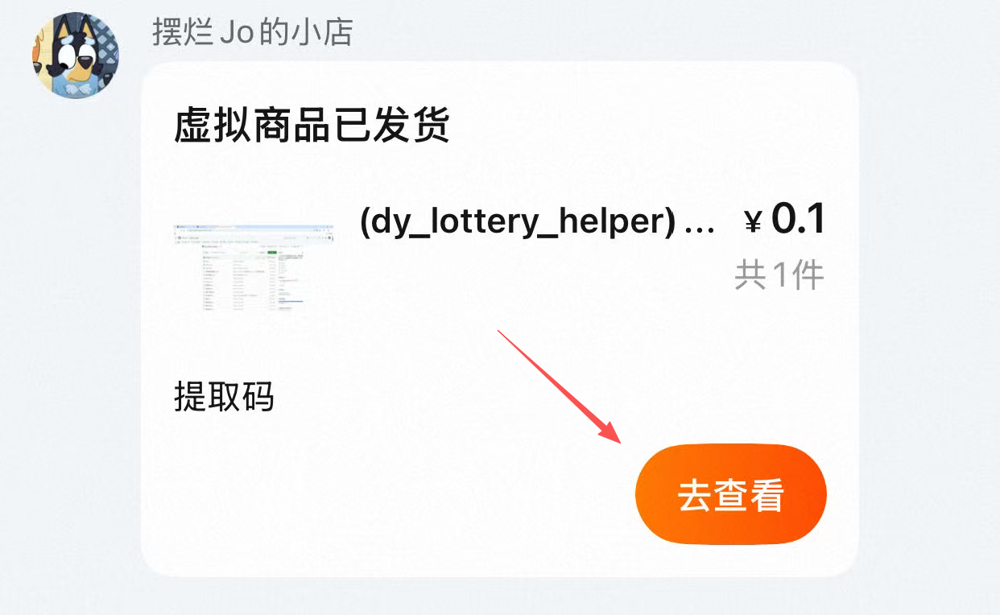 摆烂Jo的小店
虚拟商品已发货
(dy_lottery_helper) ... ¥ 0.1
共1件
提取码
去查看